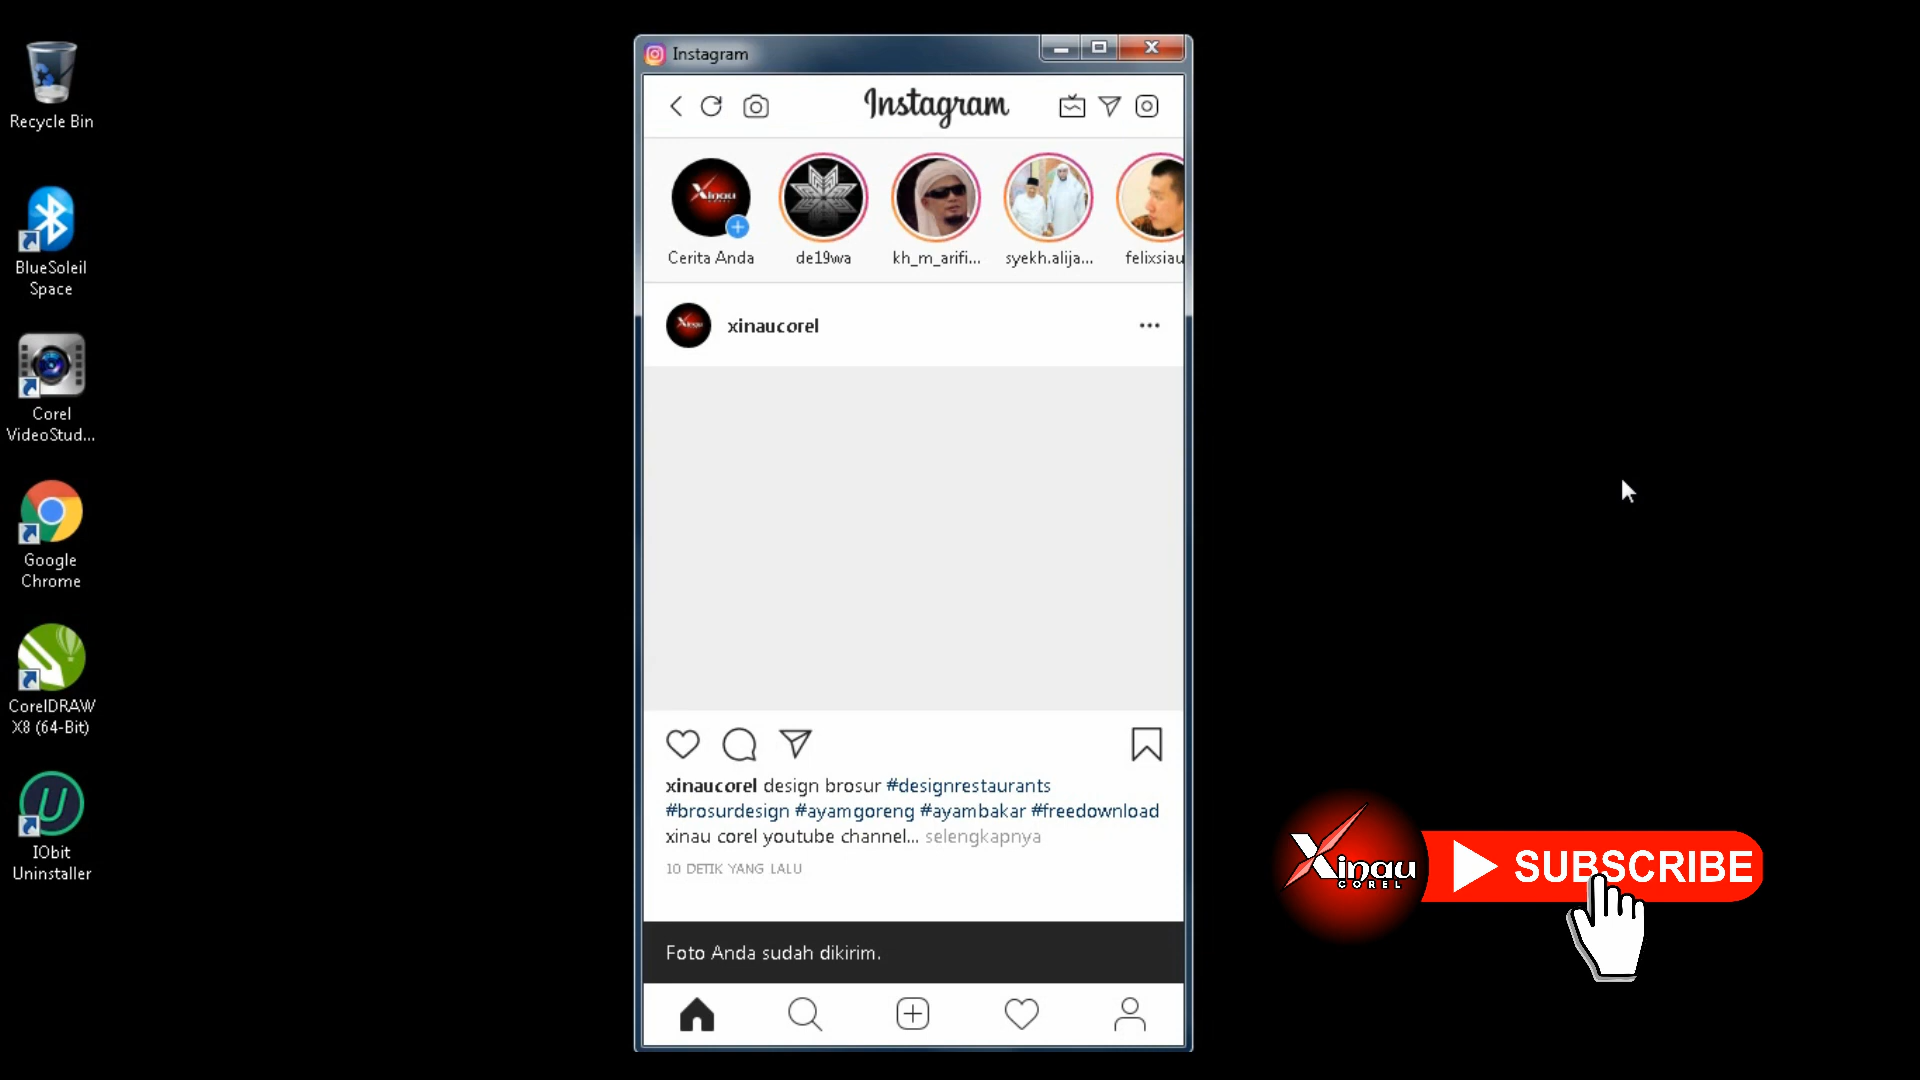 Recycle Bin
BlueSoleil
Space
Corel
VideoStud...
Google
Chrome
CorelDRAW
X8 (64-Bit)
IObit
Uninstaller
Instagram
Instagram
Xinau
Cerita Anda
de19wa
kh_m_arifi...
syekh.alija...
felixsiau
Xinau
xinaucorel
xinaucorel design brosur #designrestaurants
#brosurdesign #ayamgoreng #ayambakar #freedownload
xinau corel youtube channel... selengkapnya
10 DETIK YANG LALU
Foto Anda sudah dikirim.
Xinau
COREL
SUBSCRIBE